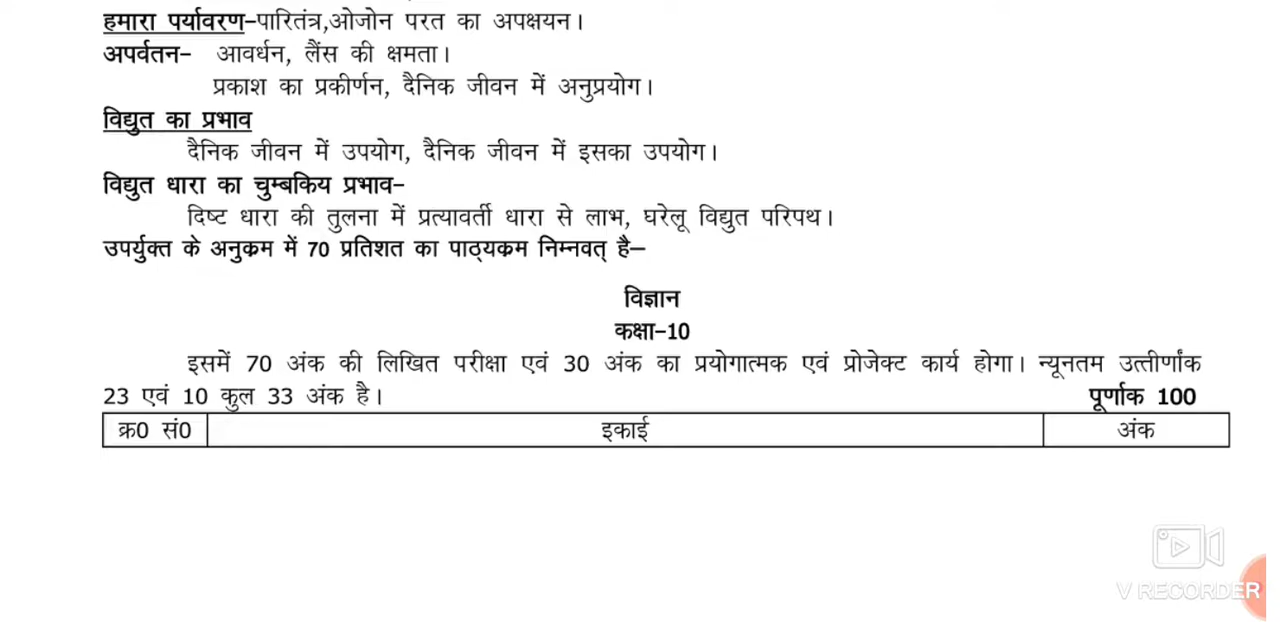 हमारा पर्यावरण-पारितंत्र,ओजोन परत का अपक्षयन।
अपर्वतन- आवर्धन, लैंस की क्षमता।
प्रकाश का प्रकीर्णन, दैनिक जीवन में अनुप्रयोग।
विद्युत का प्रभाव
दैनिक जीवन में उपयोग, दैनिक जीवन में इसका उपयोग।
विद्युत धारा का चुम्बकिय प्रभाव-
दिष्ट धारा की तुलना में प्रत्यावर्ती धारा से लाभ, घरेलू विद्युत परिपथ।
उपर्युक्त के अनुक्रम में 70 प्रतिशत का पाठ्यक्रम निम्नवत् है—
विज्ञान
कक्षा-10
इसमें 70 अंक की लिखित परीक्षा एवं 30 अंक का प्रयोगात्मक एवं प्रोजेक्ट कार्य होगा। न्यूनतम उत्तीर्णांक
23 एवं 10 कुल 33 अंक है। पूर्णाक 100
क्र0 सं0 इकाई अंक
V RECORDER